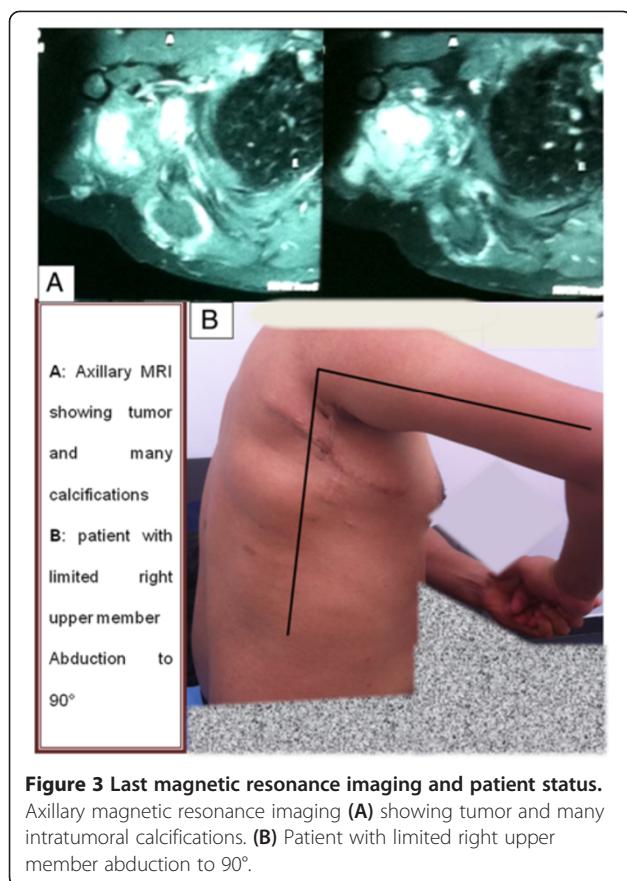 A
B
A: Axillary MRI
showing tumor
and many
calcifications
B: patient with
limited right
upper member
Abduction to
90°
Figure 3 Last magnetic resonance imaging and patient status.
Axillary magnetic resonance imaging (A) showing tumor and many
intratumoral calcifications. (B) Patient with limited right upper
member abduction to 90°.